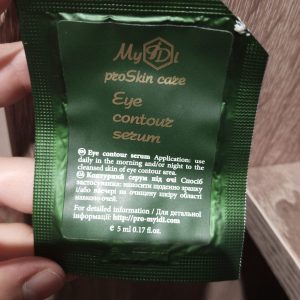 MyIDi
proSkin care
Eye
contour
serum
Eye contour serum Application: use
daily in the morning and/or night to the
cleansed skin of eye contour area.
Контурний серум під очі Спосіб
застосування: наносити щоденно зранку
або/і ввечері на очищену шкіру області
навколо очей.
For detailed information / Для детальної
інформації: http://pro-myidi.com
e 5 ml 0.17 fl.oz.